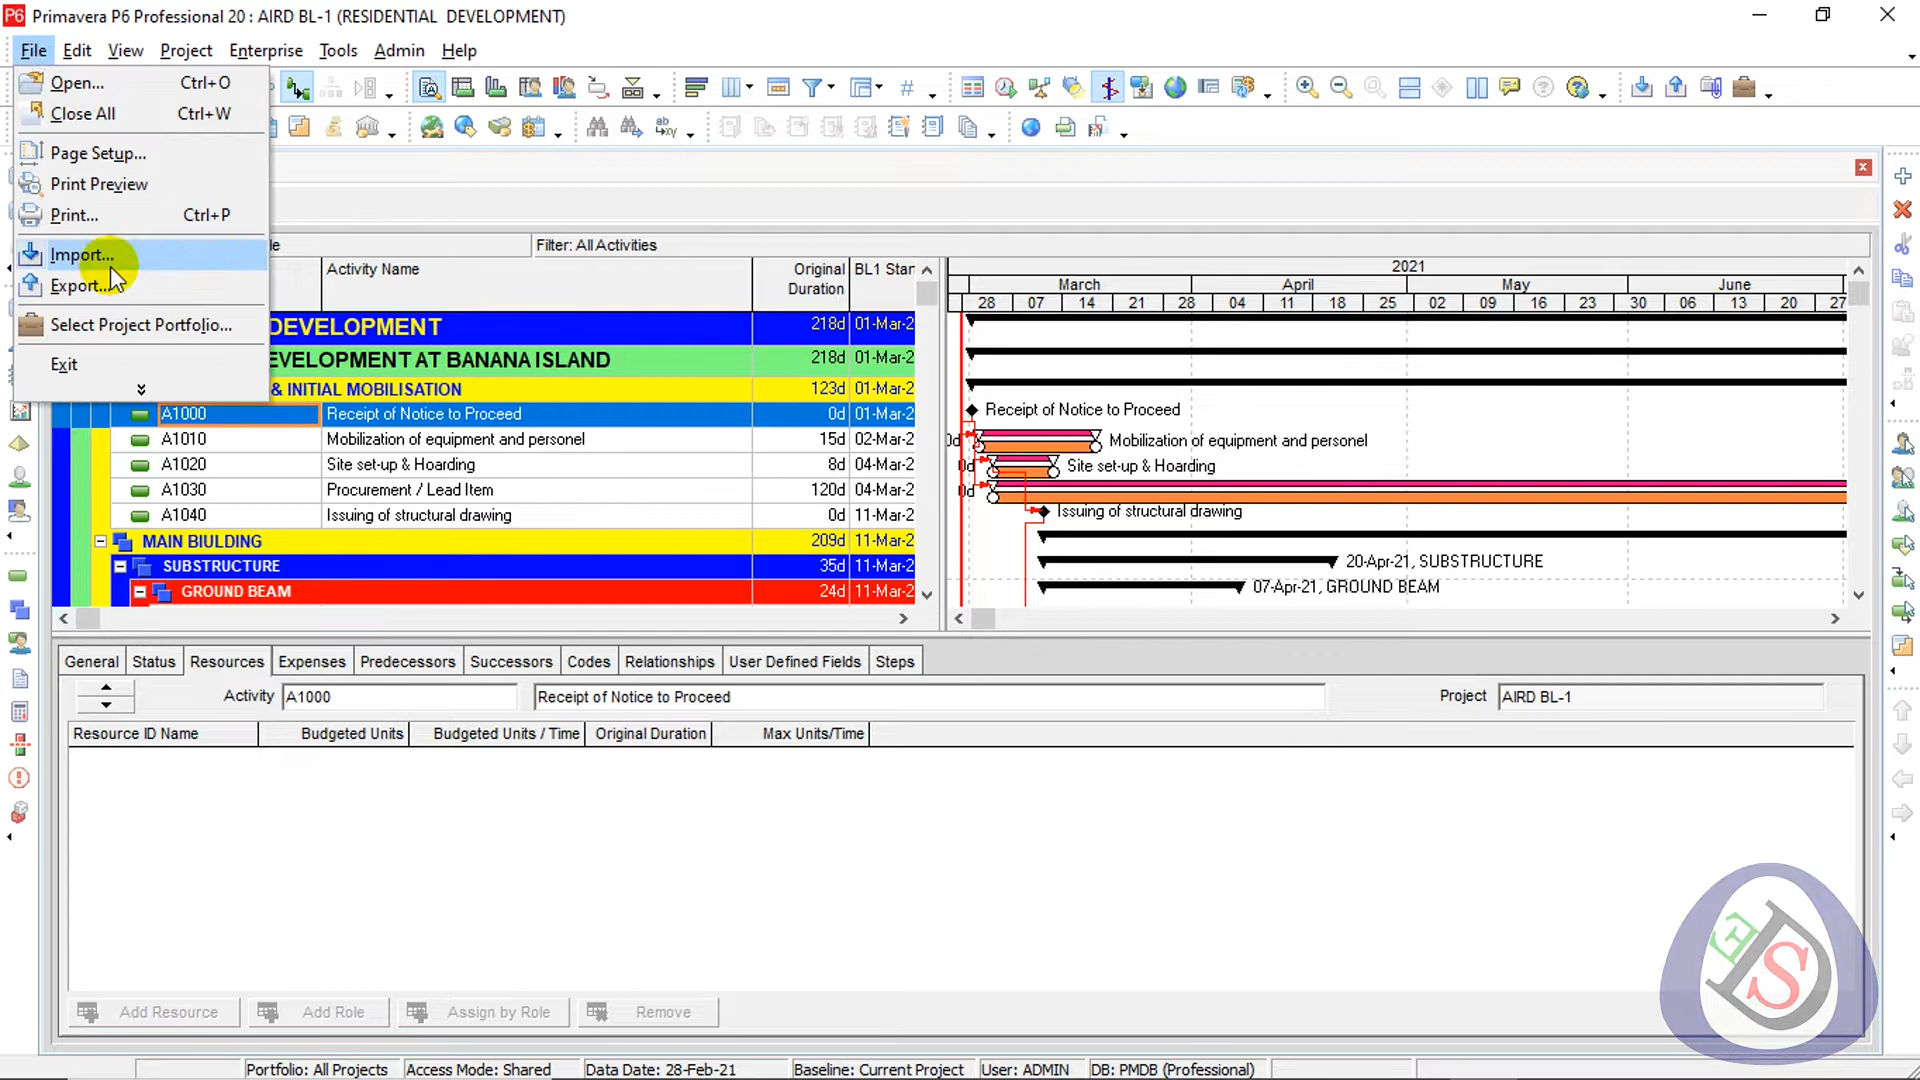 P6 Primavera P6 Professional 20 : AIRD BL-1 (RESIDENTIAL DEVELOPMENT)
File Edit View Project Enterprise Tools Admin Help
Open... Ctrl+O
Close All Ctrl+W
Page Setup...
Print Preview
Print... Ctrl+P
Import...
Export...
Select Project Portfolio...
Exit
Filter: All Activities
Activity Name Original Duration BL1 Star
2021
March April May June
28 07 14 21 28 04 11 18 25 02 09 16 23 30 06 13 20 27
DEVELOPMENT 218d 01-Mar-2
EVELOPMENT AT BANANA ISLAND 218d 01-Mar-2
& INITIAL MOBILISATION 123d 01-Mar-2
A1000 Receipt of Notice to Proceed 0d 01-Mar-2 Receipt of Notice to Proceed
A1010 Mobilization of equipment and personel 15d 02-Mar-2 0d Mobilization of equipment and personel
A1020 Site set-up & Hoarding 8d 04-Mar-2 0d Site set-up & Hoarding
A1030 Procurement / Lead Item 120d 04-Mar-2 0d
A1040 Issuing of structural drawing 0d 11-Mar-2 Issuing of structural drawing
MAIN BIULDING 209d 11-Mar-2
SUBSTRUCTURE 35d 11-Mar-2 20-Apr-21, SUBSTRUCTURE
GROUND BEAM 24d 11-Mar-2 07-Apr-21, GROUND BEAM
General Status Resources Expenses Predecessors Successors Codes Relationships User Defined Fields Steps
Activity A1000 Receipt of Notice to Proceed Project AIRD BL-1
Resource ID Name Budgeted Units Budgeted Units / Time Original Duration Max Units/Time
Add Resource Add Role Assign by Role Remove
Portfolio: All Projects Access Mode: Shared Data Date: 28-Feb-21 Baseline: Current Project User: ADMIN DB: PMDB (Professional)